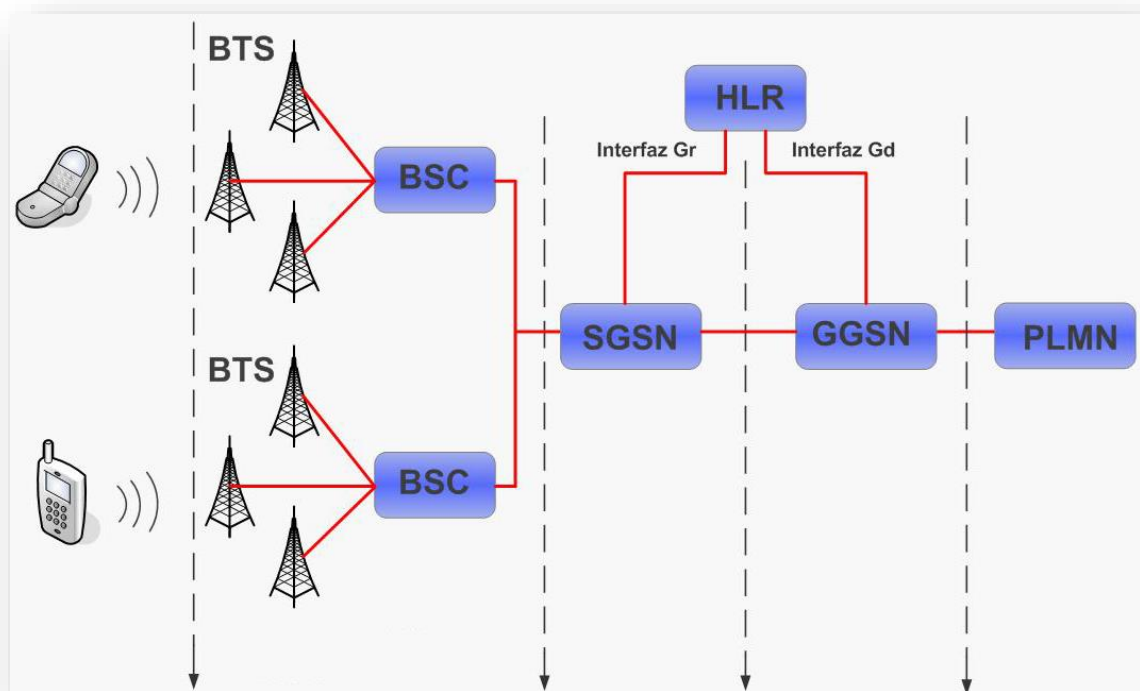 BTS
HLR
Interfaz Gr
Interfaz Gd
BSC
SGSN
GGSN
PLMN
BTS
BSC